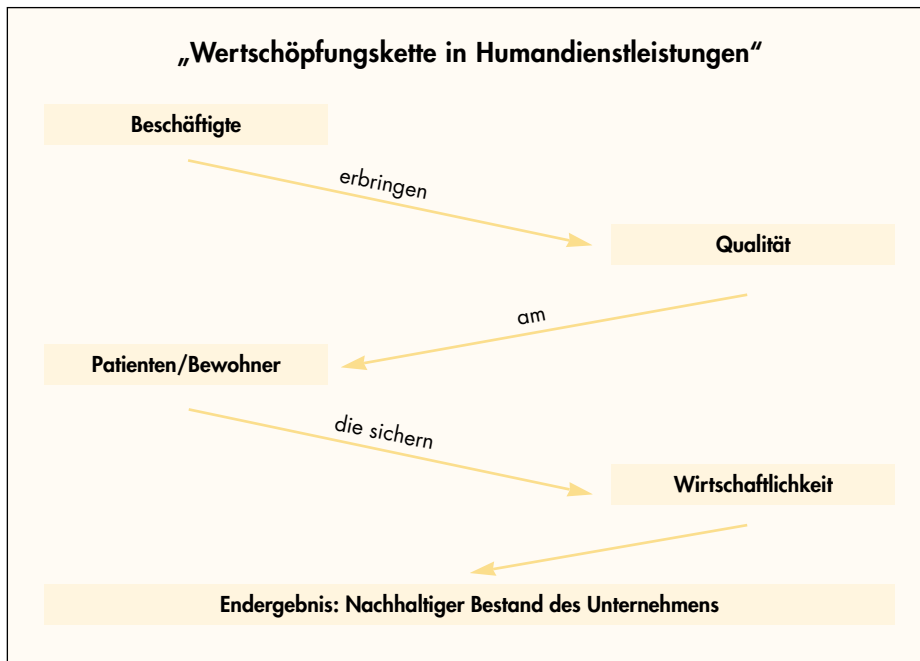 „Wertschöpfungskette in Humandienstleistungen“
Beschäftigte
erbringen
Qualität
am
Patienten/Bewohner
die sichern
Wirtschaftlichkeit
Endergebnis: Nachhaltiger Bestand des Unternehmens